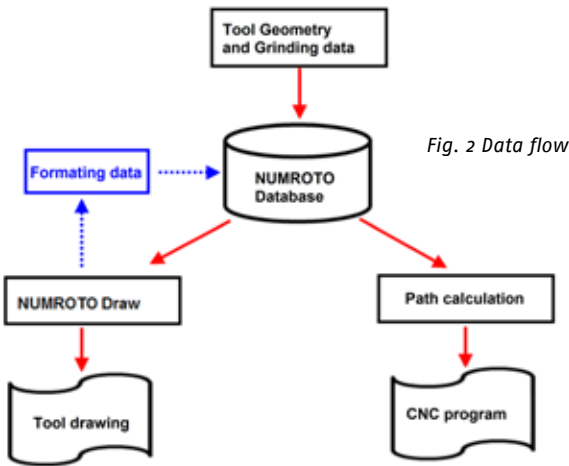 Tool Geometry
and Grinding data
Fig. 2 Data flow
Formating data
NUMROTO
Database
NUMROTO Draw
Path calculation
Tool drawing
CNC program